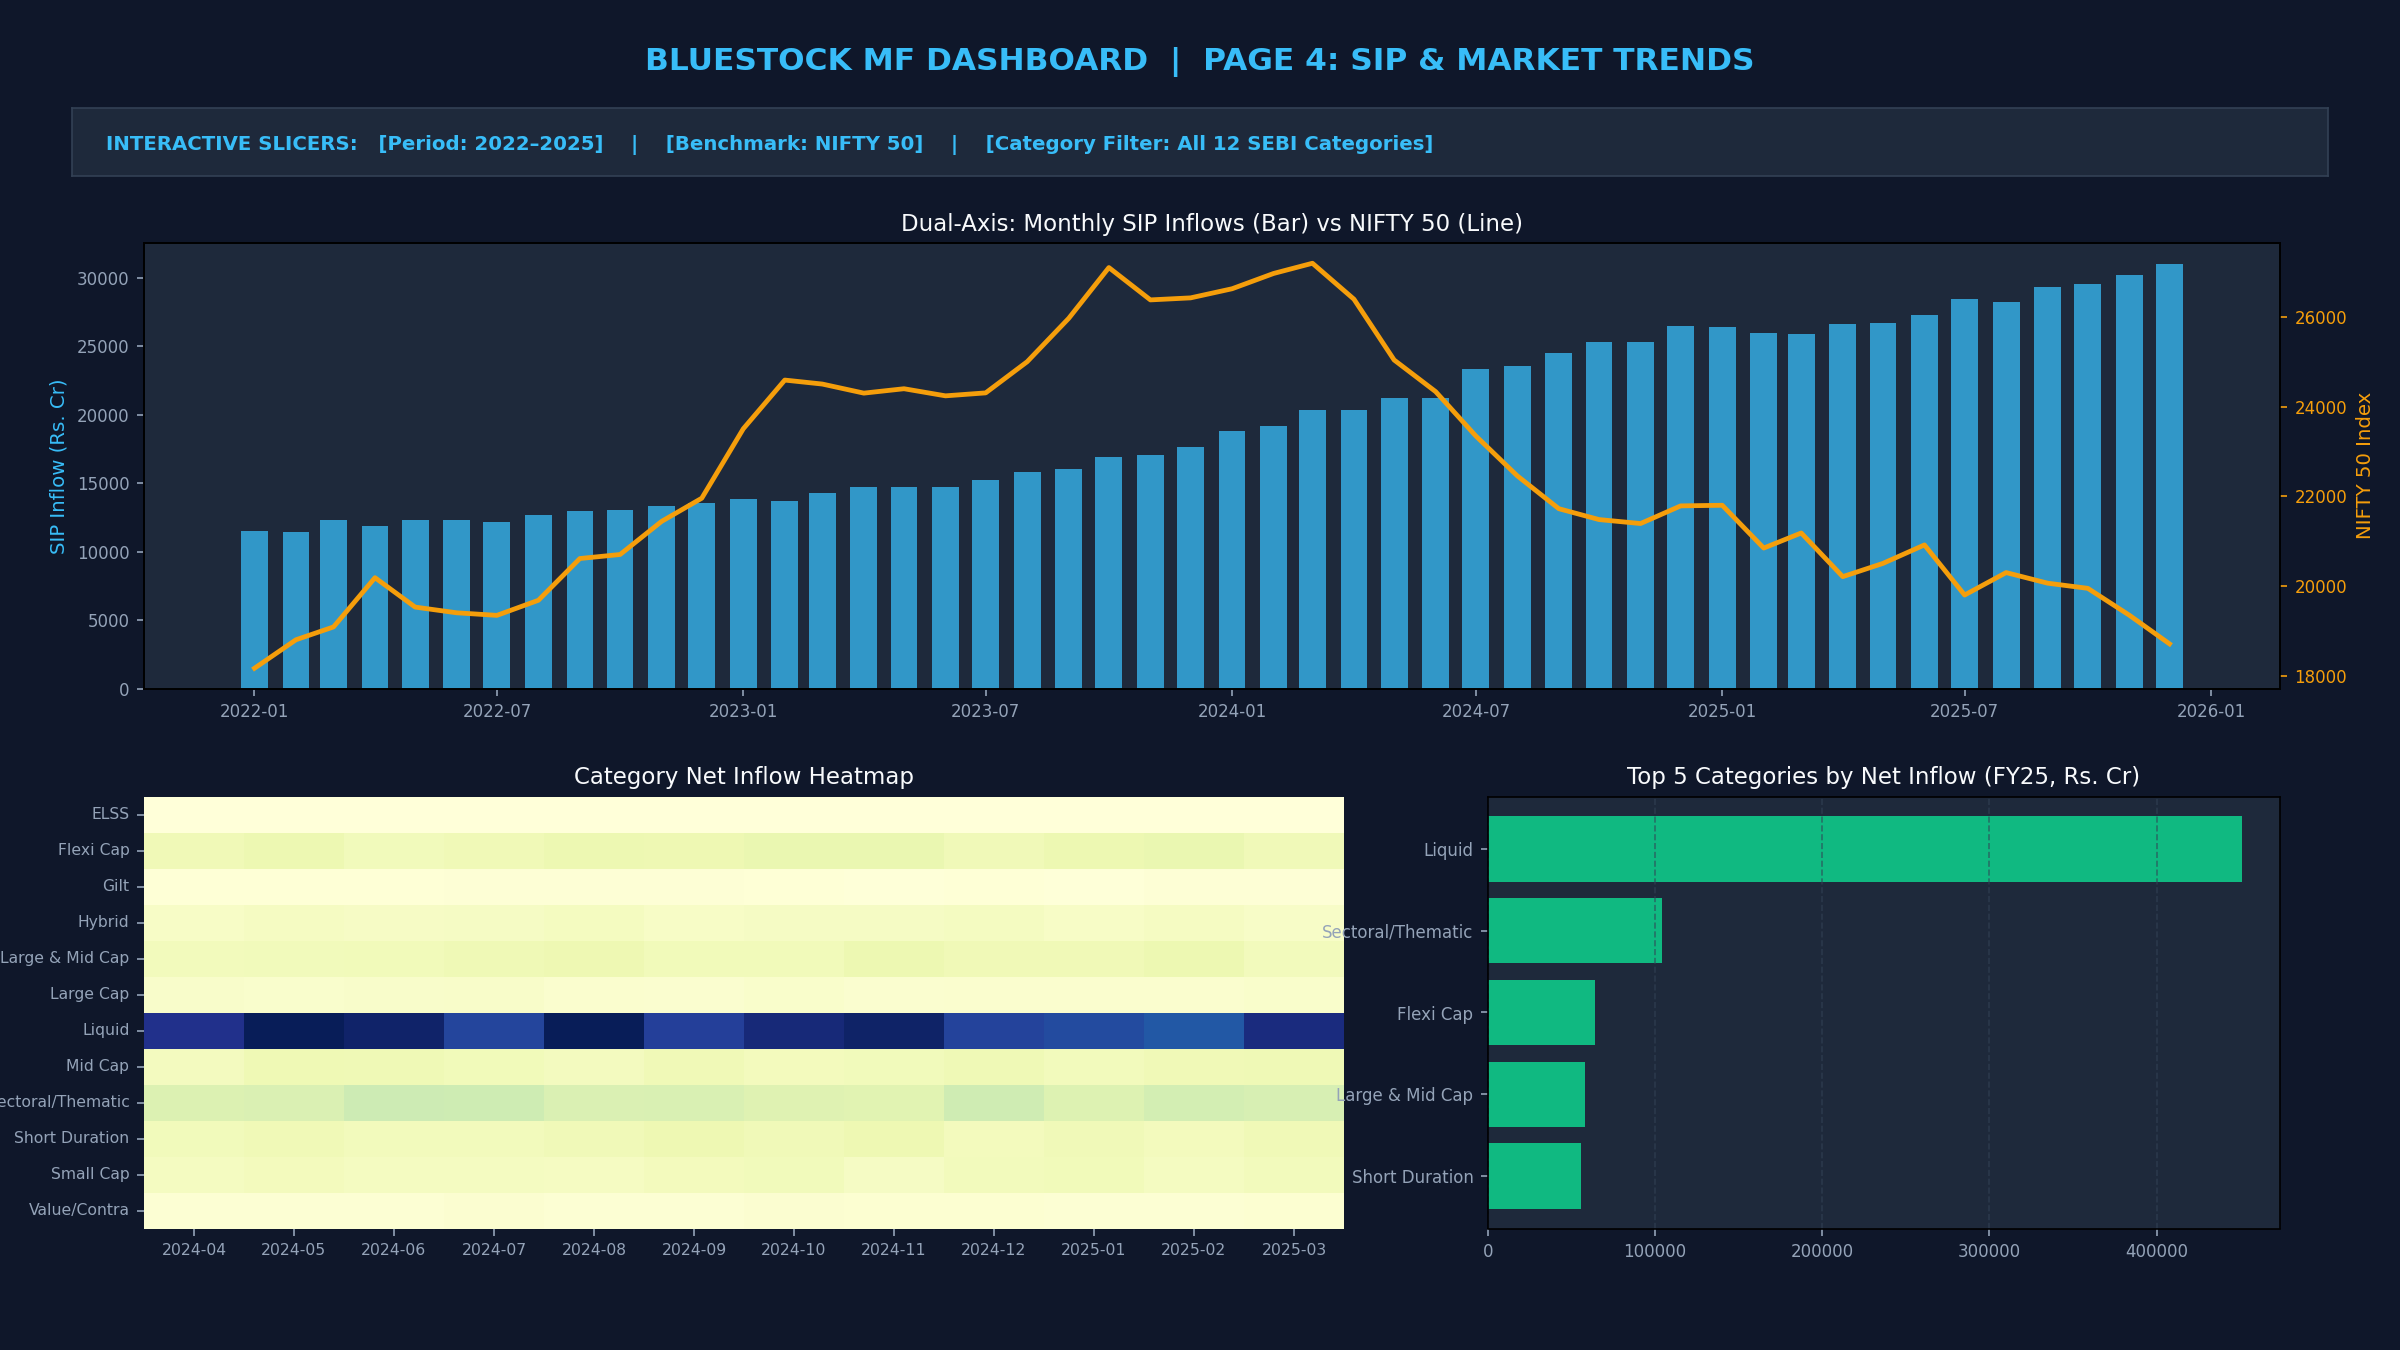 BLUESTOCK MF DASHBOARD | PAGE 4: SIP & MARKET TRENDS
INTERACTIVE SLICERS: [Period: 2022–2025] | [Benchmark: NIFTY 50] | [Category Filter: All 12 SEBI Categories]
Dual-Axis: Monthly SIP Inflows (Bar) vs NIFTY 50 (Line)
SIP Inflow (Rs. Cr)
30000
25000
20000
15000
10000
5000
0
26000
24000
22000
20000
18000
NIFTY 50 Index
2022-01 2022-07 2023-01 2023-07 2024-01 2024-07 2025-01 2025-07 2026-01
Category Net Inflow Heatmap
ELSS
Flexi Cap
Gilt
Hybrid
Large & Mid Cap
Large Cap
Liquid
Mid Cap
ectoral/Thematic
Short Duration
Small Cap
Value/Contra
2024-04 2024-05 2024-06 2024-07 2024-08 2024-09 2024-10 2024-11 2024-12 2025-01 2025-02 2025-03
Top 5 Categories by Net Inflow (FY25, Rs. Cr)
Liquid
Sectoral/Thematic
Flexi Cap
Large & Mid Cap
Short Duration
0 100000 200000 300000 400000